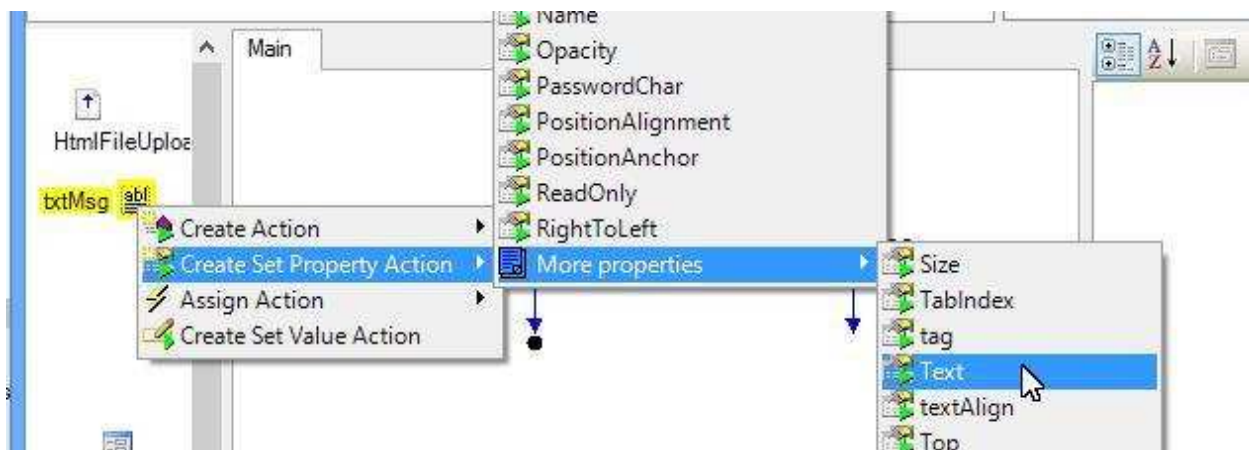 Name
Main
Opacity
PasswordChar
PositionAlignment
HtmlFileUploa
PositionAnchor
txtMsg abl
ReadOnly
Create Action
RightToLeft
Create Set Property Action
More properties
Size
Assign Action
TabIndex
Create Set Value Action
tag
Text
textAlign
Top
A
Z